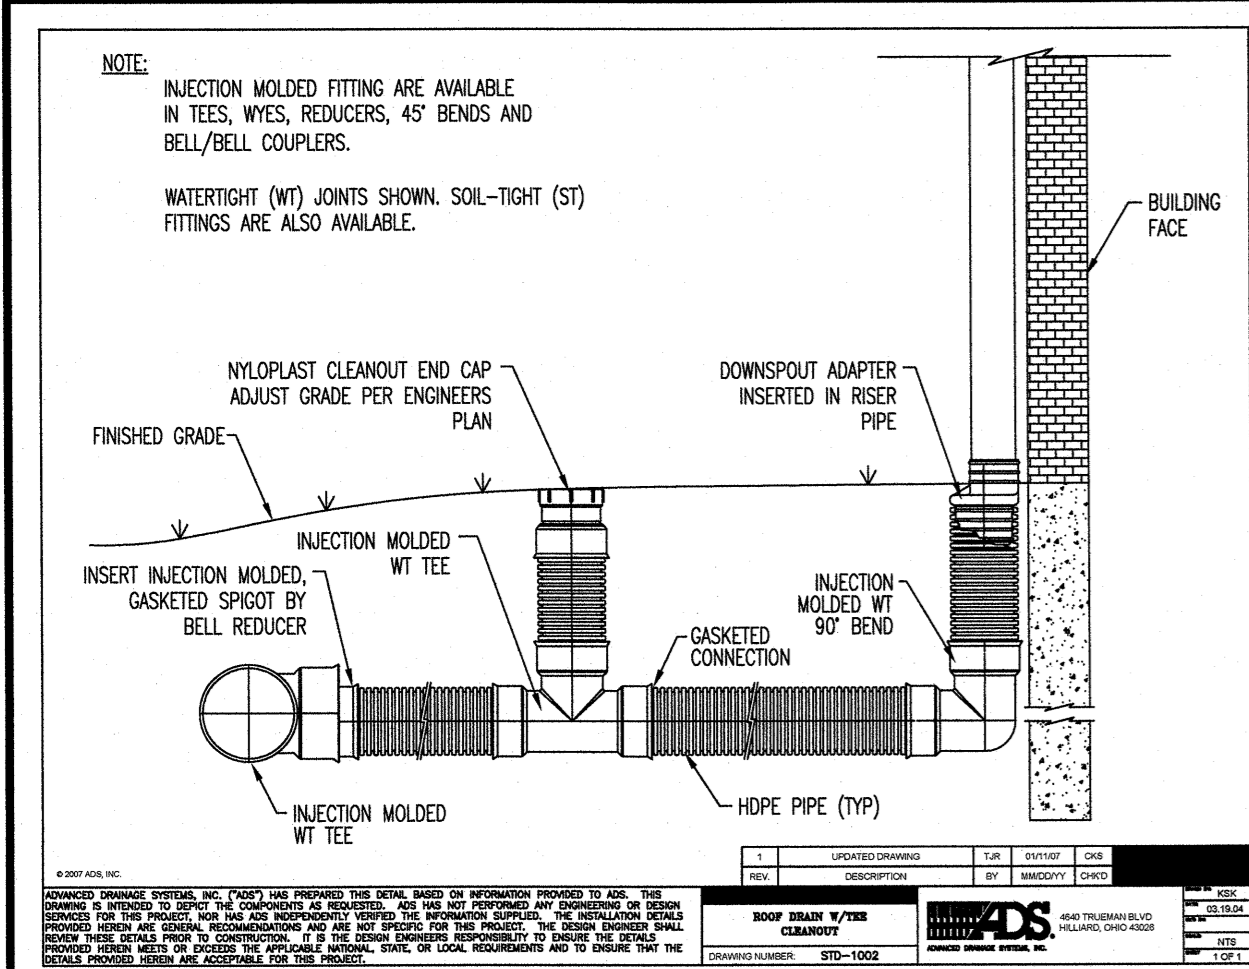 NOTE:
INJECTION MOLDED FITTING ARE AVAILABLE
IN TEES, WYES, REDUCERS, 45° BENDS AND
BELL/BELL COUPLERS.
WATERTIGHT (WT) JOINTS SHOWN. SOIL-TIGHT (ST)
FITTINGS ARE ALSO AVAILABLE.
BUILDING
FACE
NYLOPLAST CLEANOUT END CAP
ADJUST GRADE PER ENGINEERS
PLAN
DOWNSPOUT ADAPTER
INSERTED IN RISER
PIPE
FINISHED GRADE
INJECTION MOLDED
WT TEE
INSERT INJECTION MOLDED,
GASKETED SPIGOT BY
BELL REDUCER
INJECTION
MOLDED WT
90° BEND
GASKETED
CONNECTION
HDPE PIPE (TYP)
INJECTION MOLDED
WT TEE
© 2007 ADS, INC.
1 UPDATED DRAWING TJR 01/11/07 CKS
REV. DESCRIPTION BY MM/DD/YY CHK'D
ADVANCED DRAINAGE SYSTEMS, INC. ("ADS") HAS PREPARED THIS DETAIL BASED ON INFORMATION PROVIDED TO ADS. THIS
DRAWING IS INTENDED TO DEPICT THE COMPONENTS AS REQUESTED. ADS HAS NOT PERFORMED ANY ENGINEERING OR DESIGN
SERVICES FOR THIS PROJECT, NOR HAS ADS INDEPENDENTLY VERIFIED THE INFORMATION SUPPLIED. THE INSTALLATION DETAILS
PROVIDED HEREIN ARE GENERAL RECOMMENDATIONS AND ARE NOT SPECIFIC FOR THIS PROJECT. THE DESIGN ENGINEER SHALL
REVIEW THESE DETAILS PRIOR TO CONSTRUCTION. IT IS THE DESIGN ENGINEERS RESPONSIBILITY TO ENSURE THE DETAILS
PROVIDED HEREIN MEETS OR EXCEEDS THE APPLICABLE NATIONAL, STATE, OR LOCAL REQUIREMENTS AND TO ENSURE THAT THE
DETAILS PROVIDED HEREIN ARE ACCEPTABLE FOR THIS PROJECT.
ROOF DRAIN W/TEE
CLEANOUT
DRAWING NUMBER: STD-1002
ADS
ADVANCED DRAINAGE SYSTEMS, INC.
4640 TRUEMAN BLVD
HILLIARD, OHIO 43026
KSK
03.19.04
NTS
1 OF 1